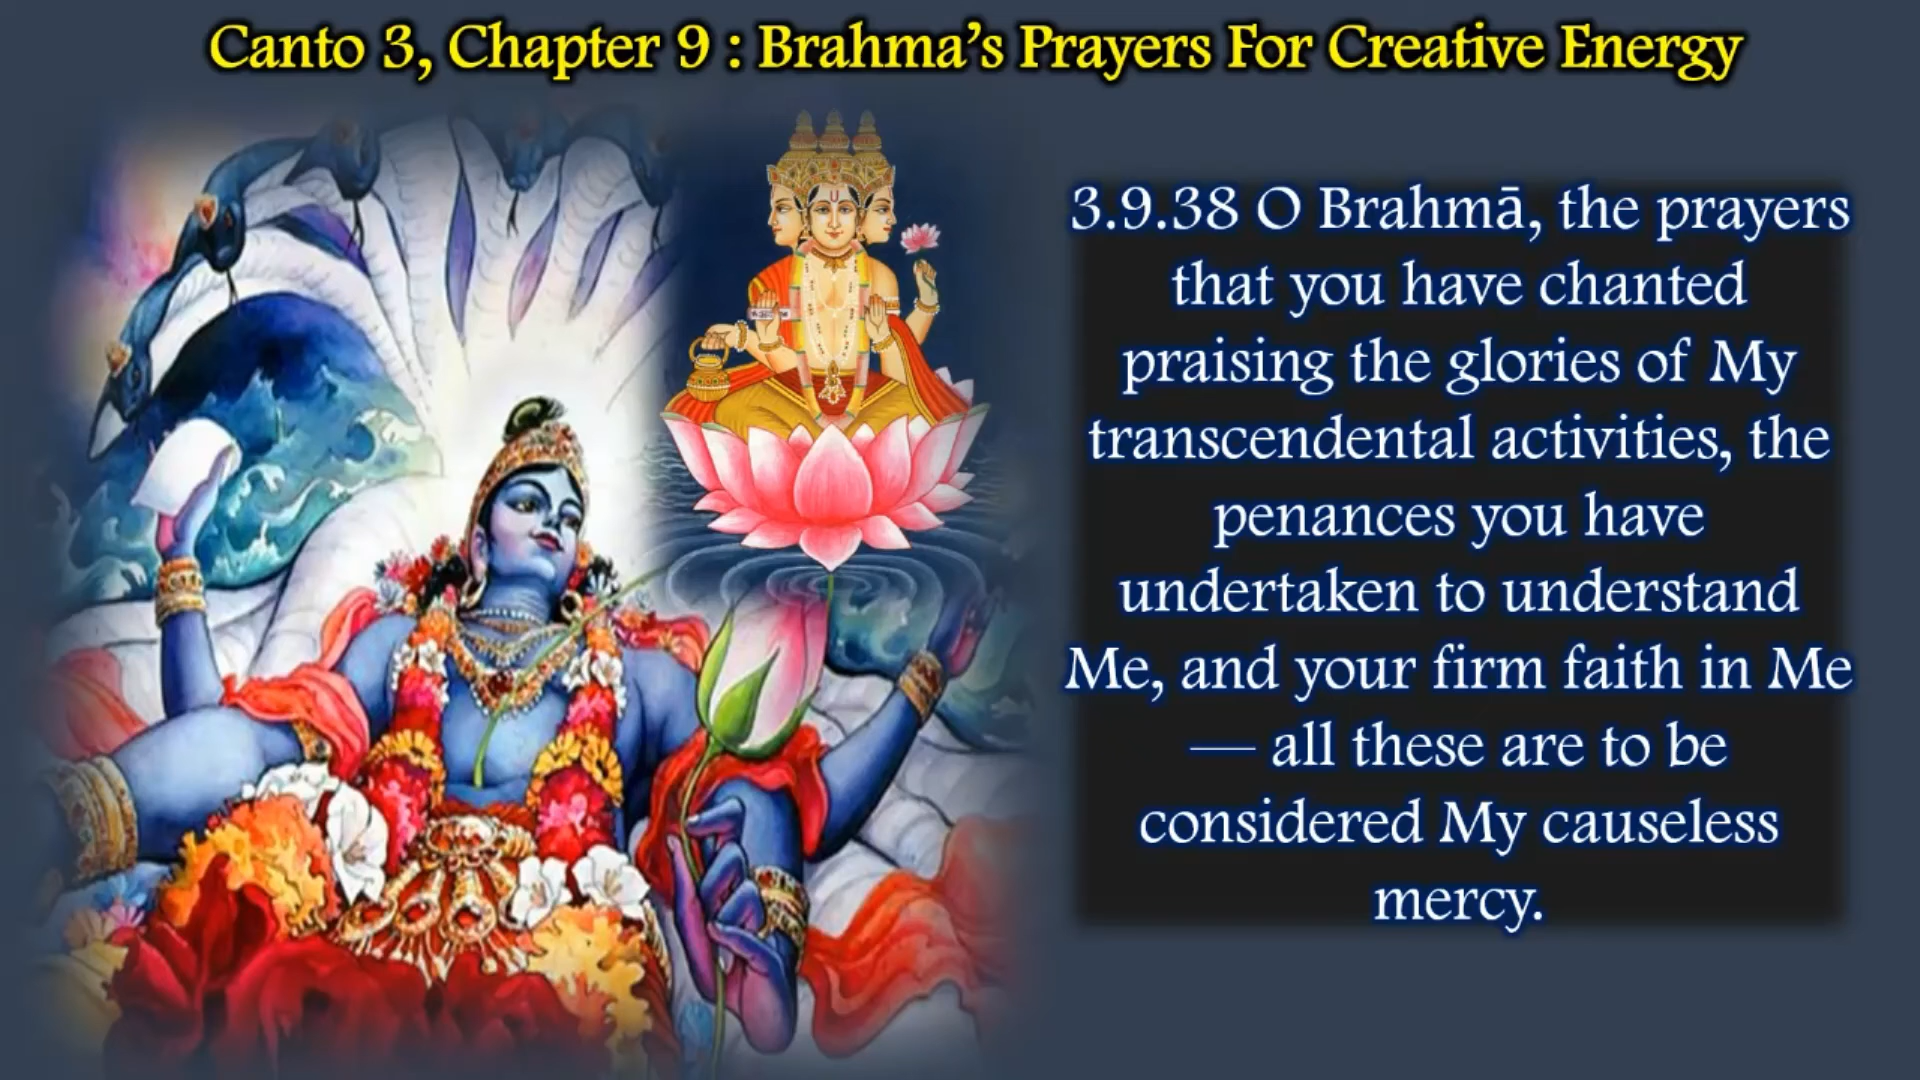 Canto 3, Chapter 9 : Brahma’s Prayers For Creative Energy
3.9.38 O Brahmā, the prayers
that you have chanted
praising the glories of My
transcendental activities, the
penances you have
undertaken to understand
Me, and your firm faith in Me
— all these are to be
considered My causeless
mercy.